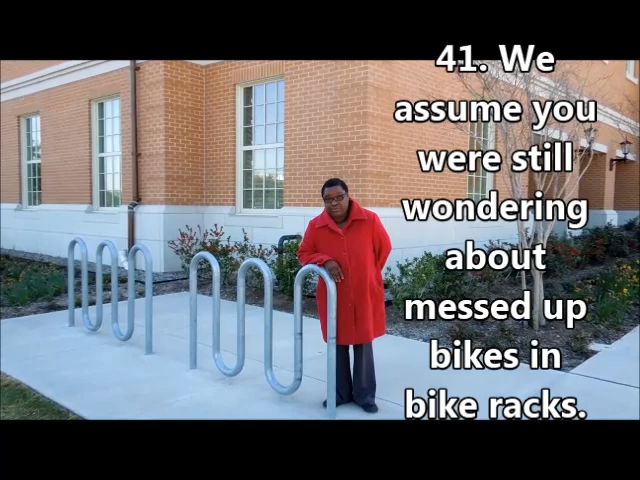 41. We
assume you
were still
wondering
about
messed up
bikes in
bike racks.